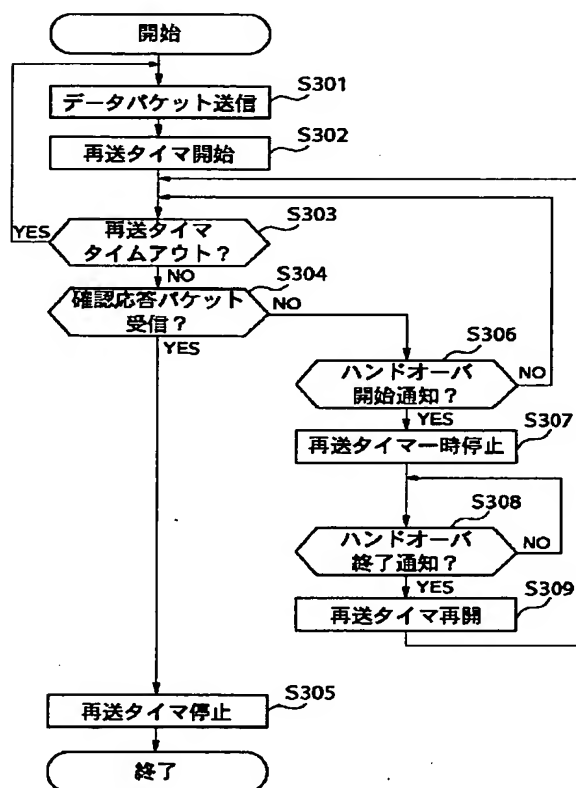 開始
S301
データパケット送信
S302
再送タイマ開始
S303
再送タイマ
タイムアウト?
YES
NO
S304
確認応答パケット
受信?
NO
YES
S306
ハンドオーバ
開始通知?
NO
YES
S307
再送タイマ一時停止
S308
ハンドオーバ
終了通知?
NO
YES
S309
再送タイマ再開
S305
再送タイマ停止
終了